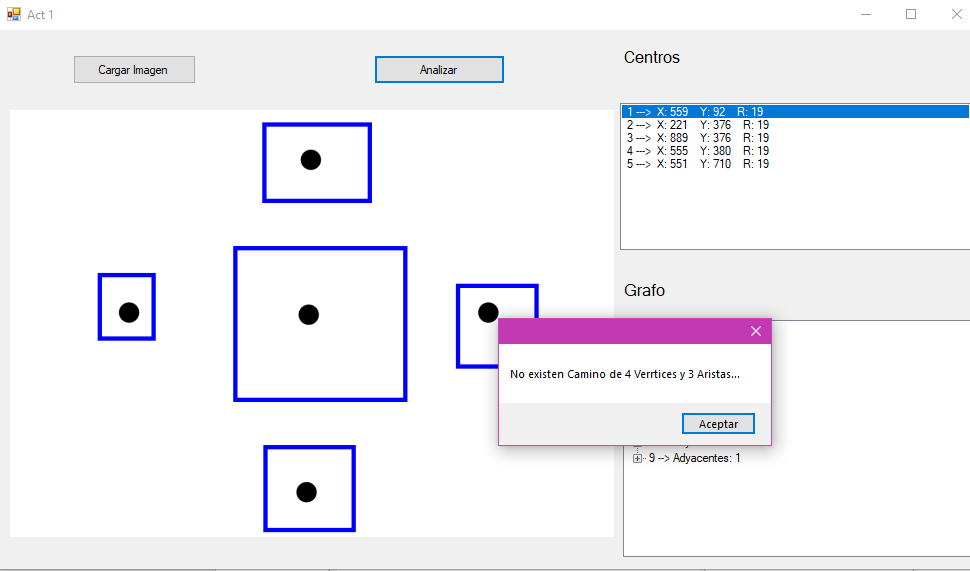 Act 1
Cargar Imagen
Analizar
Centros
1 --> X: 559 Y: 92 R: 19
2 --> X: 221 Y: 376 R: 19
3 --> X: 889 Y: 376 R: 19
4 --> X: 555 Y: 380 R: 19
5 --> X: 551 Y: 710 R: 19
Grafo
No existen Camino de 4 Verrtices y 3 Aristas...
Aceptar
9 --> Adyacentes: 1